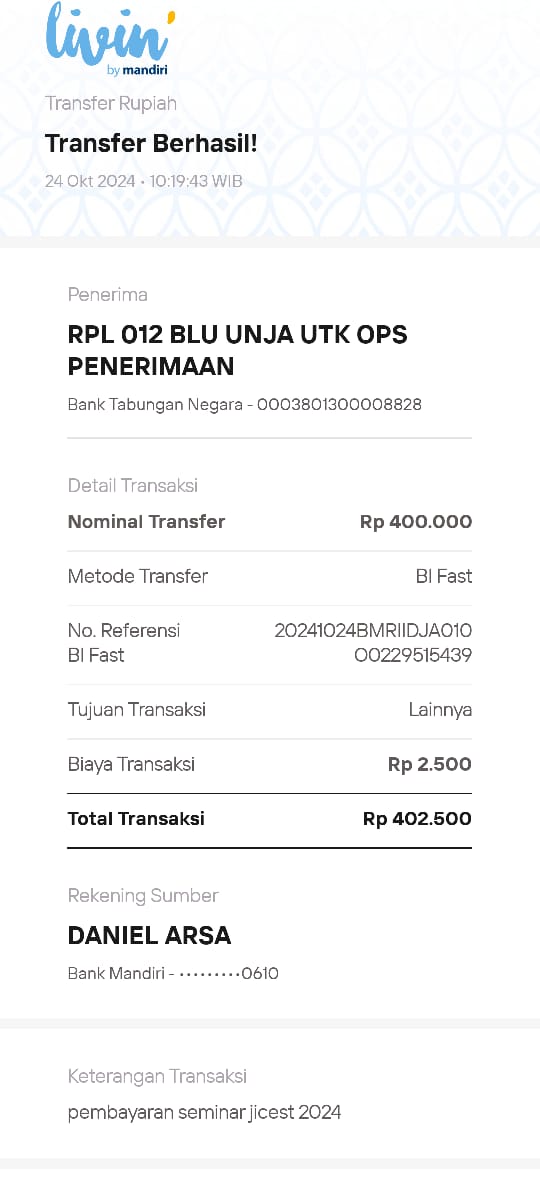 livin'
by mandiri
Transfer Rupiah
Transfer Berhasil!
24 Okt 2024 • 10:19:43 WIB
Penerima
RPL 012 BLU UNJA UTK OPS
PENERIMAAN
Bank Tabungan Negara - 0003801300008828
Detail Transaksi
Nominal Transfer Rp 400.000
Metode Transfer BI Fast
No. Referensi 20241024BMRIIDJA010
BI Fast 00229515439
Tujuan Transaksi Lainnya
Biaya Transaksi Rp 2.500
Total Transaksi Rp 402.500
Rekening Sumber
DANIEL ARSA
Bank Mandiri - •••••••••0610
Keterangan Transaksi
pembayaran seminar jicest 2024